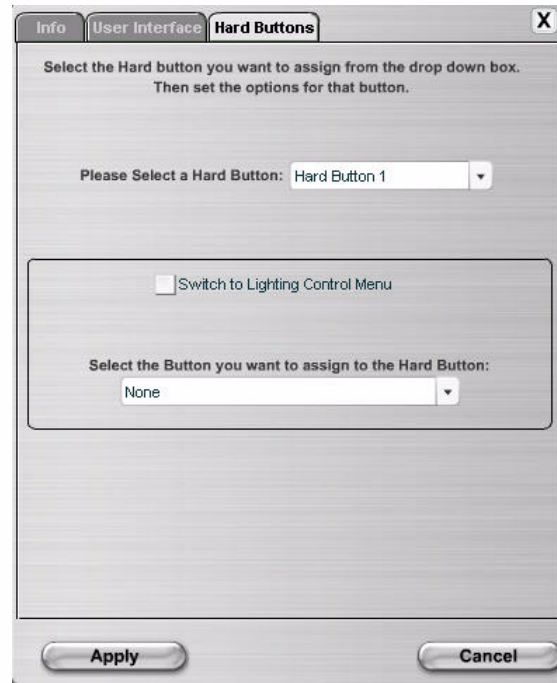 Info User Interface Hard Buttons X
Select the Hard button you want to assign from the drop down box.
Then set the options for that button.
Please Select a Hard Button: Hard Button 1
Switch to Lighting Control Menu
Select the Button you want to assign to the Hard Button:
None
Apply Cancel